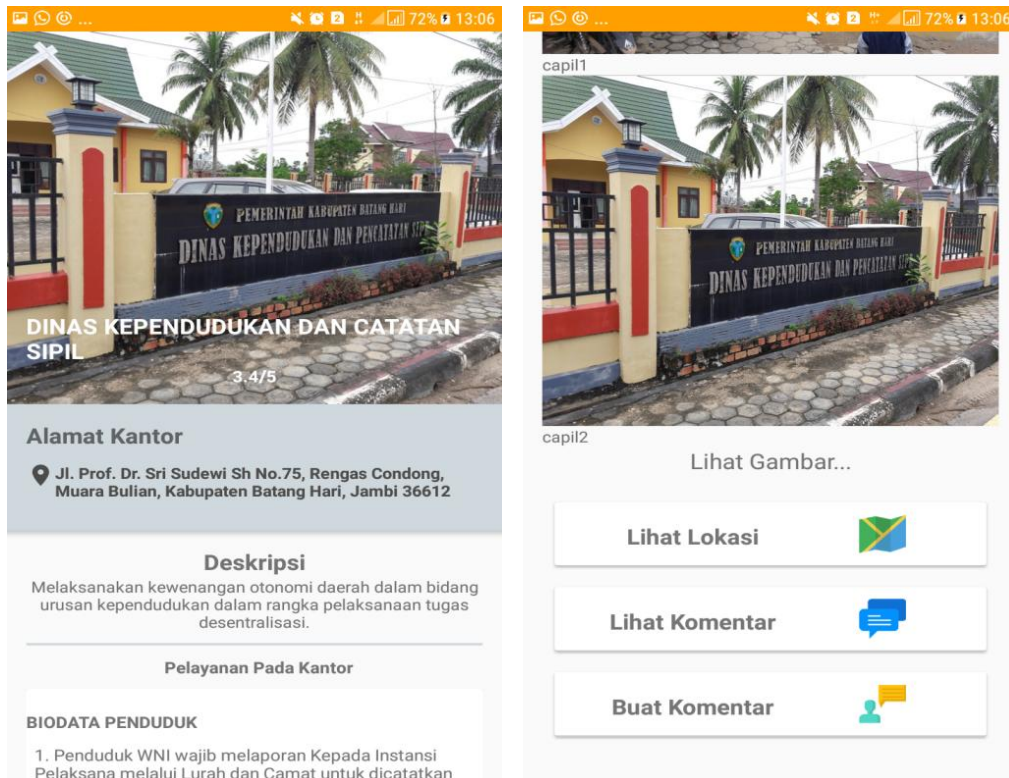 72% 13:06
PEMERINTAH KABUPATEN BATANG HARI
DINAS KEPENDUDUKAN DAN PENCATATAN SIPIL
DINAS KEPENDUDUKAN DAN CATATAN
SIPIL
3.4/5
Alamat Kantor
Jl. Prof. Dr. Sri Sudewi Sh No.75, Rengas Condong,
Muara Bulian, Kabupaten Batang Hari, Jambi 36612
Deskripsi
Melaksanakan kewenangan otonomi daerah dalam bidang
urusan kependudukan dalam rangka pelaksanaan tugas
desentralisasi.
Pelayanan Pada Kantor
BIODATA PENDUDUK
1. Penduduk WNI wajib melaporan Kepada Instansi
Pelaksana melalui Lurah dan Camat untuk dicatatkan
72% 13:06
capil1
PEMERINTAH KABUPATEN BATANG HARI
DINAS KEPENDUDUKAN DAN PENCATATAN SIPIL
capil2
Lihat Gambar...
Lihat Lokasi
Lihat Komentar
Buat Komentar